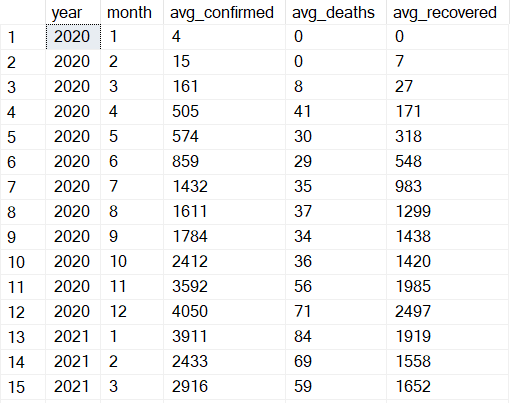 year month avg_confirmed avg_deaths avg_recovered
1 2020 1 4 0 0
2 2020 2 15 0 7
3 2020 3 161 8 27
4 2020 4 505 41 171
5 2020 5 574 30 318
6 2020 6 859 29 548
7 2020 7 1432 35 983
8 2020 8 1611 37 1299
9 2020 9 1784 34 1438
10 2020 10 2412 36 1420
11 2020 11 3592 56 1985
12 2020 12 4050 71 2497
13 2021 1 3911 84 1919
14 2021 2 2433 69 1558
15 2021 3 2916 59 1652